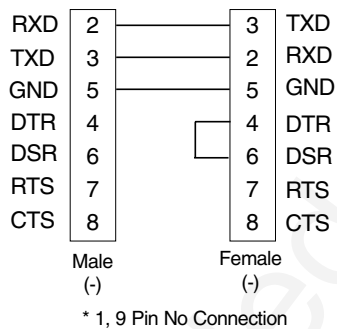 RXD 2 3 TXD
TXD 3 2 RXD
GND 5 5 GND
DTR 4 4 DTR
DSR 6 6 DSR
RTS 7 7 RTS
CTS 8 8 CTS
Male Female
(-) (-)
* 1, 9 Pin No Connection